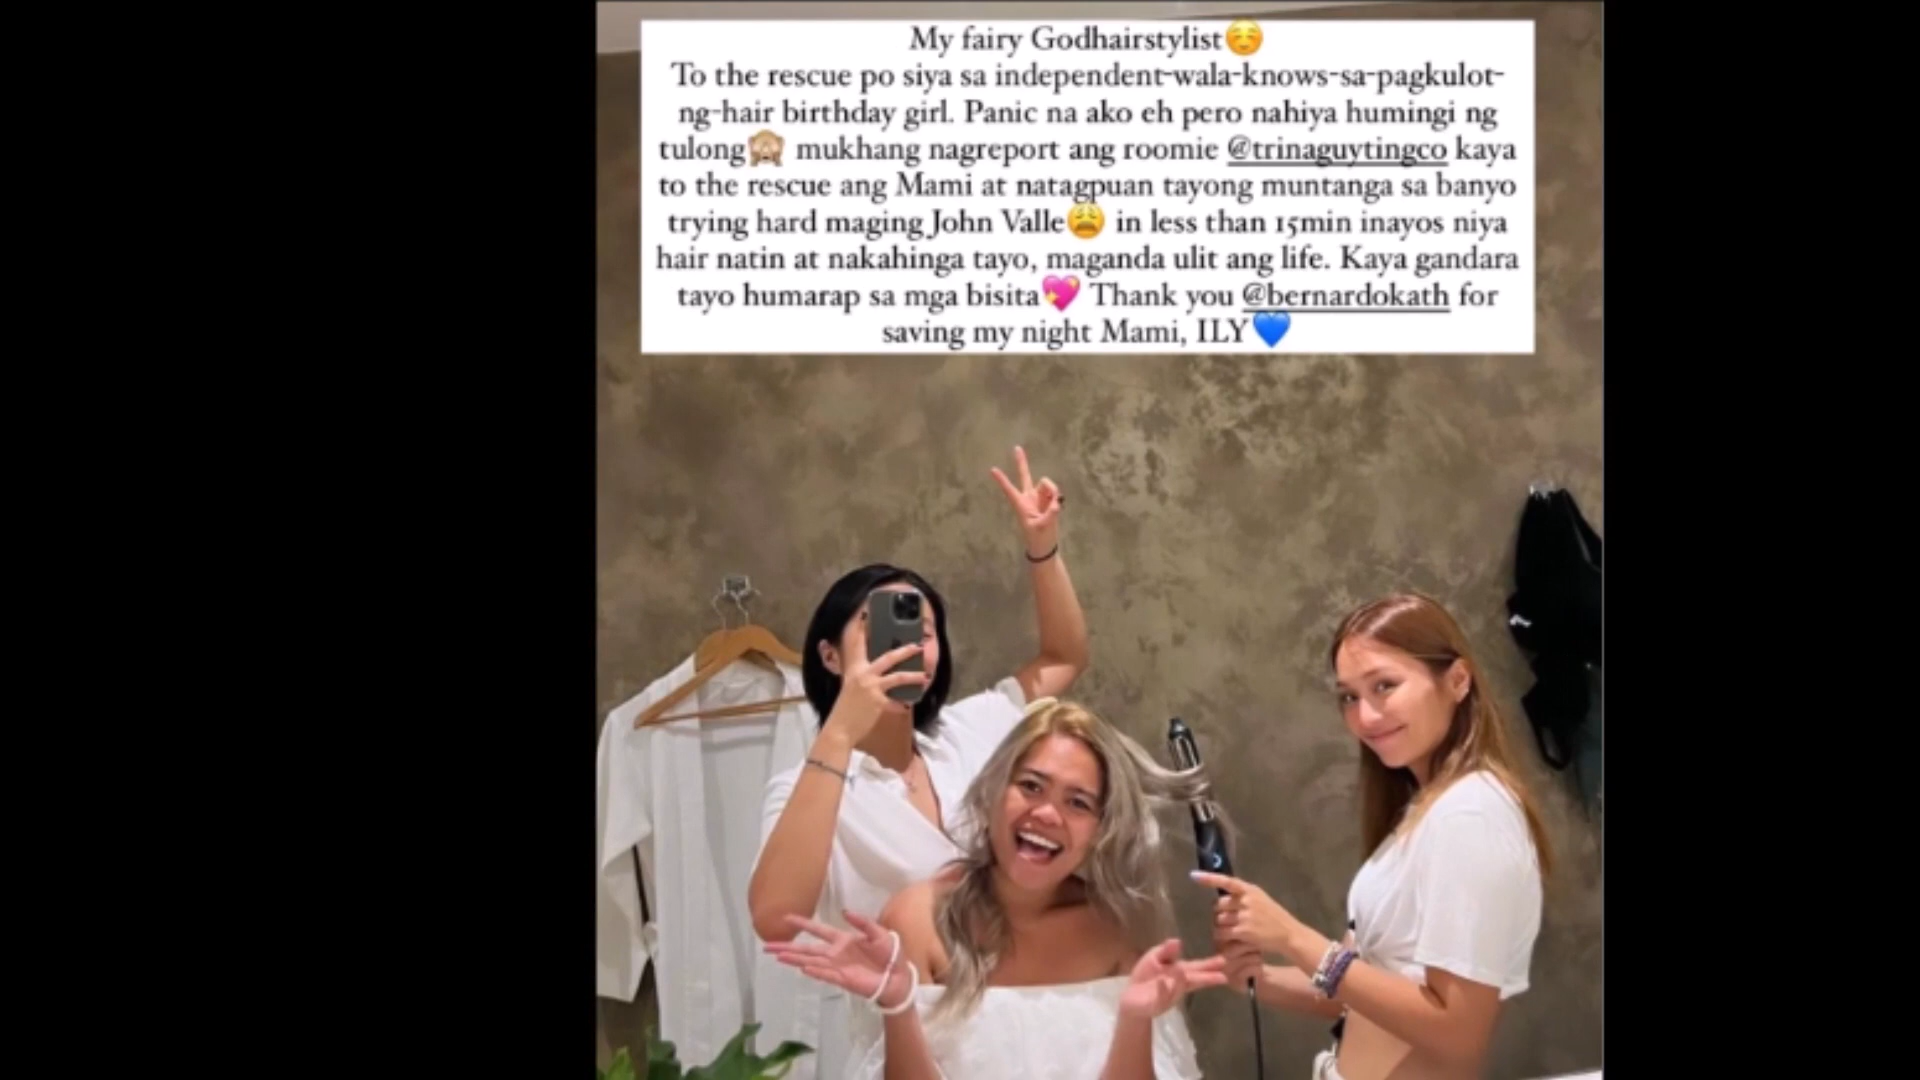 My fairy Godhairstylist☺️
To the rescue po siya sa independent-wala-knows-sa-pagkulot-
ng-hair birthday girl. Panic na ako eh pero nahiya humingi ng
tulong🙈 mukhang nagreport ang roomie @trinaguytingco kaya
to the rescue ang Mami at natagpuan tayong muntanga sa banyo
trying hard maging John Valle😩 in less than 15min inayos niya
hair natin at nakahinga tayo, maganda ulit ang life. Kaya gandara
tayo humarap sa mga bisita💖 Thank you @bernardokath for
saving my night Mami, ILY💙